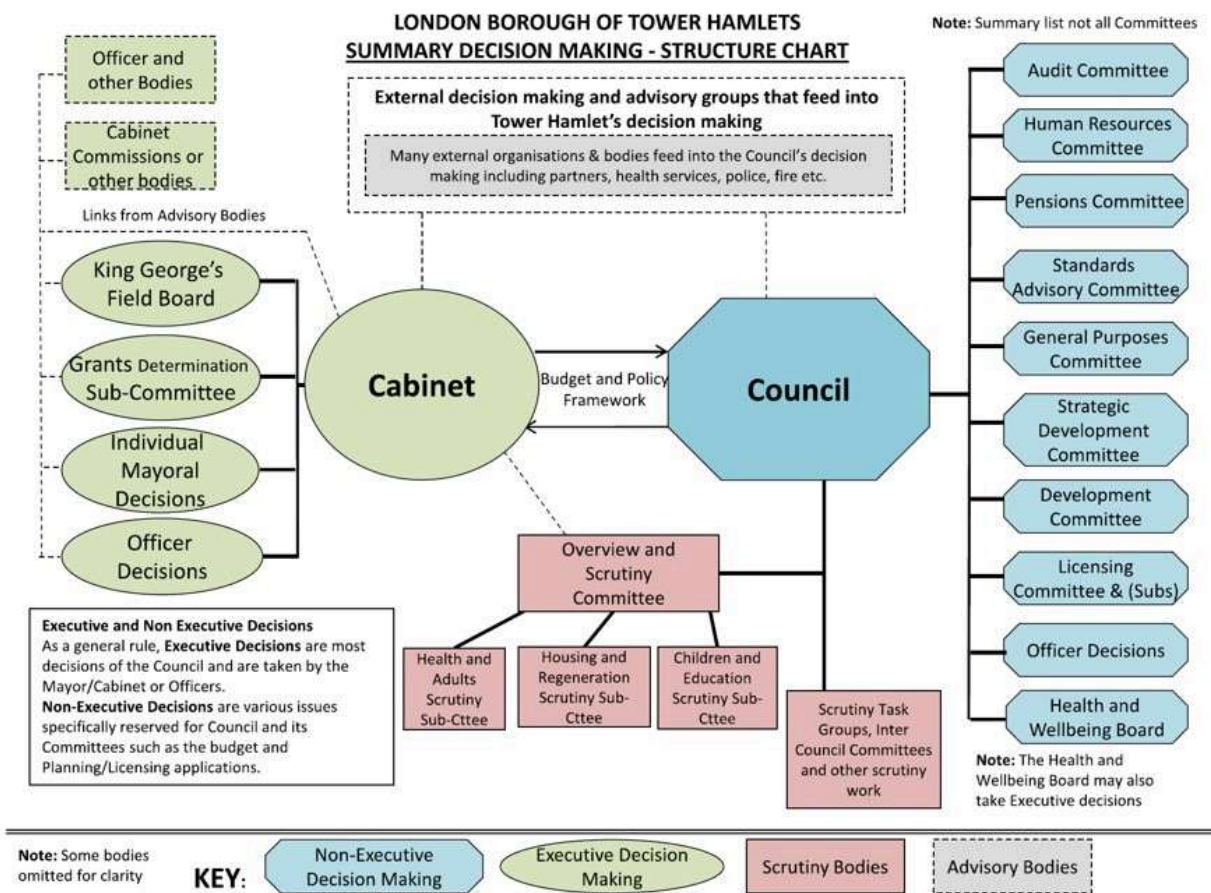 LONDON BOROUGH OF TOWER HAMLETS
SUMMARY DECISION MAKING - STRUCTURE CHART
Note: Summary list not all Committees
Officer and
other Bodies
Cabinet
Commissions or
other bodies
Links from Advisory Bodies
External decision making and advisory groups that feed into
Tower Hamlet's decision making
Many external organisations & bodies feed into the Council's decision
making including partners, health services, police, fire etc.
King George's
Field Board
Grants Determination
Sub-Committee
Individual
Mayoral
Decisions
Officer
Decisions
Cabinet
Budget and Policy
Framework
Council
Audit Committee
Human Resources
Committee
Pensions Committee
Standards
Advisory Committee
General Purposes
Committee
Strategic
Development
Committee
Development
Committee
Licensing
Committee & (Subs)
Officer Decisions
Health and
Wellbeing Board
Note: The Health and
Wellbeing Board may also
take Executive decisions
Overview and
Scrutiny
Committee
Health and
Adults
Scrutiny
Sub-Cttee
Housing and
Regeneration
Scrutiny Sub-
Cttee
Children and
Education
Scrutiny Sub-
Cttee
Scrutiny Task
Groups, Inter
Council Committees
and other scrutiny
work
Executive and Non Executive Decisions
As a general rule, Executive Decisions are most
decisions of the Council and are taken by the
Mayor/Cabinet or Officers.
Non-Executive Decisions are various issues
specifically reserved for Council and its
Committees such as the budget and
Planning/Licensing applications.
Note: Some bodies
omitted for clarity
KEY:
Non-Executive
Decision Making
Executive Decision
Making
Scrutiny Bodies
Advisory Bodies